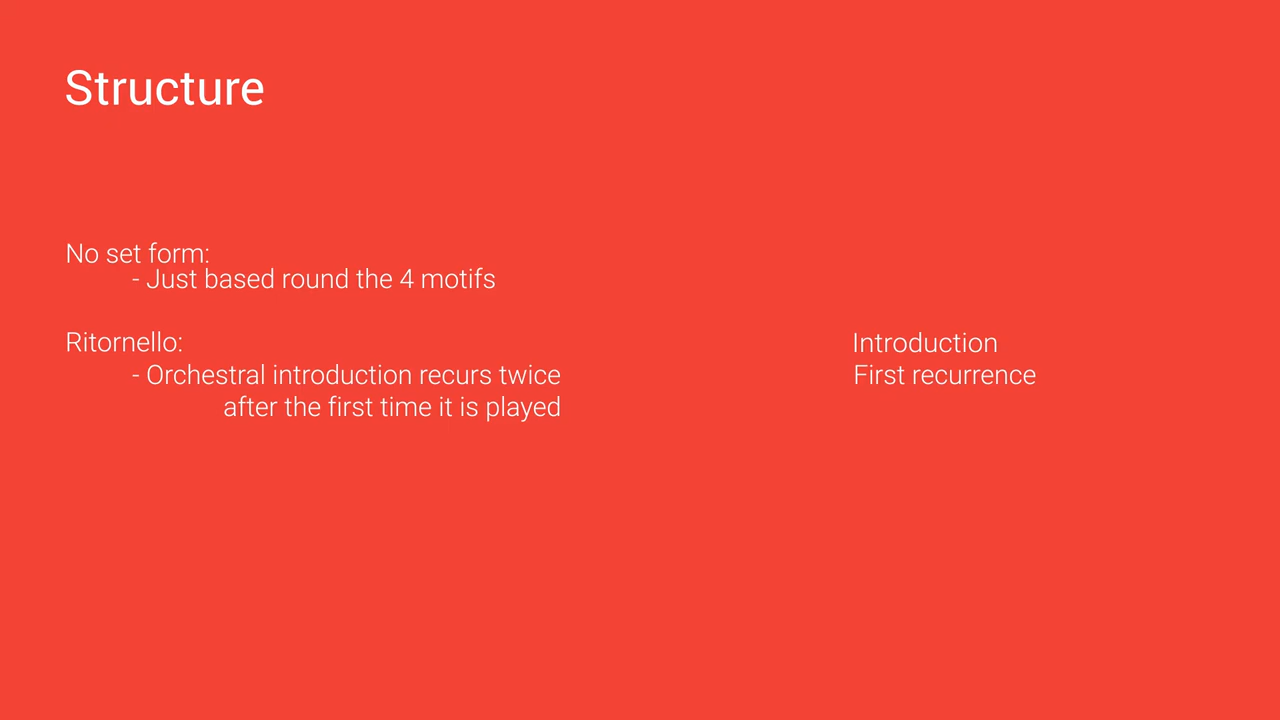 Structure
No set form:
- Just based round the 4 motifs
Ritornello:
- Orchestral introduction recurs twice
after the first time it is played
Introduction
First recurrence